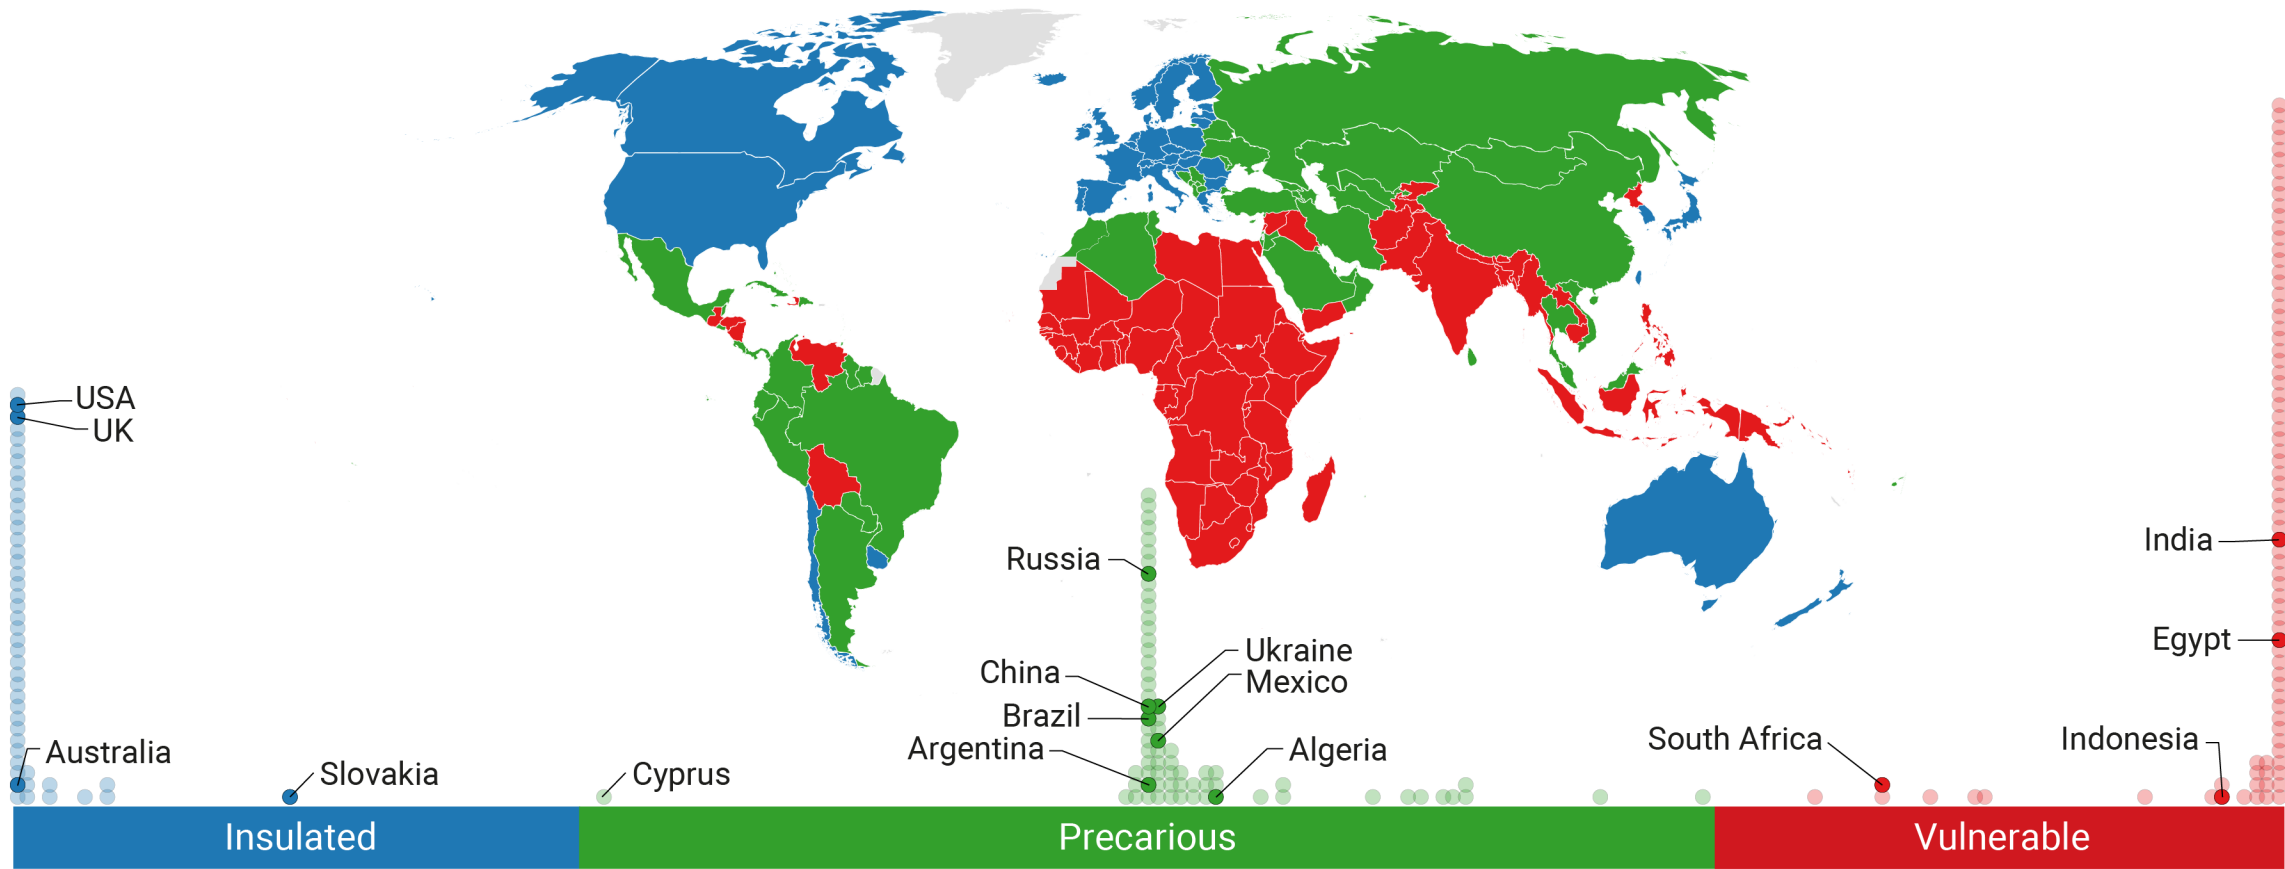 USA
UK
Australia
Slovakia
Cyprus
Russia
China
Brazil
Argentina
Ukraine
Mexico
Algeria
South Africa
Indonesia
India
Egypt
Insulated
Precarious
Vulnerable